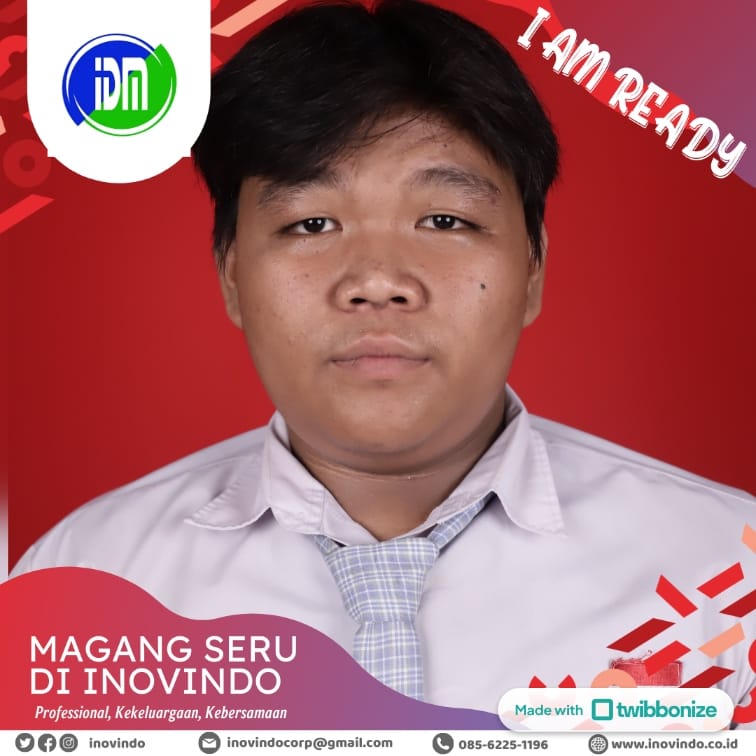 IDM
I AM READY
MAGANG SERU
DI INOVINDO
Professional, Kekeluargaan, Kebersamaan
Made with twibbonize
inovindo inovindocorp@gmail.com 085-6225-1196 www.inovindo.co.id